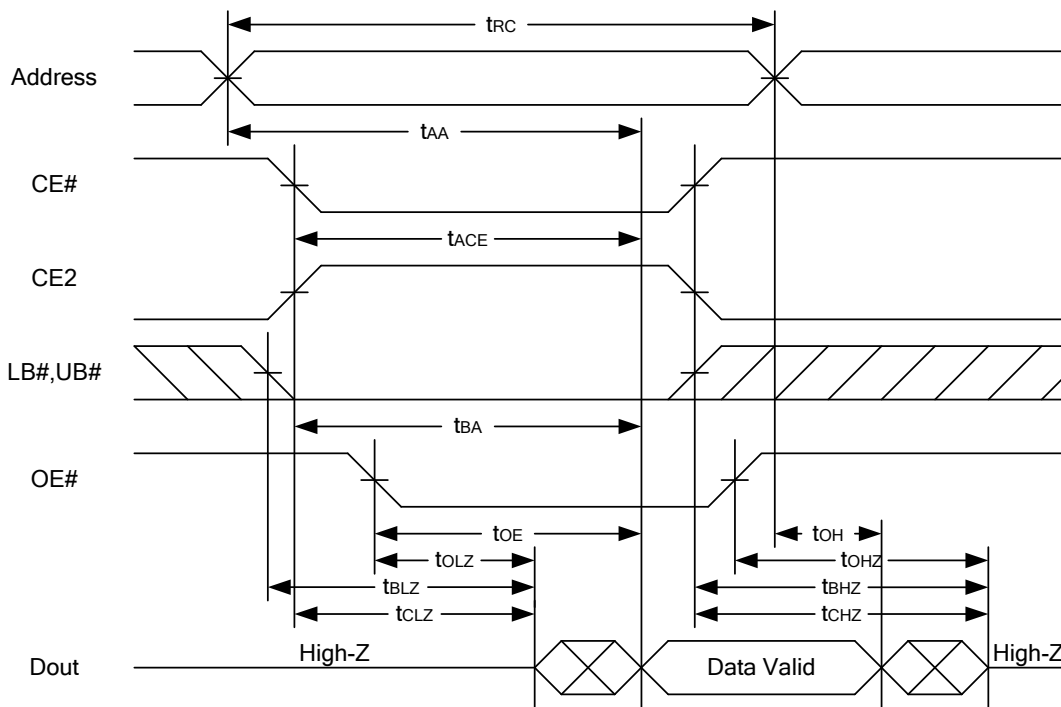 tRC
Address
tAA
CE#
tACE
CE2
LB#,UB#
tBA
OE#
tOE
tOH
tOLZ
tOHZ
tBLZ
tBHZ
tCLZ
tCHZ
High-Z
Dout
Data Valid
High-Z